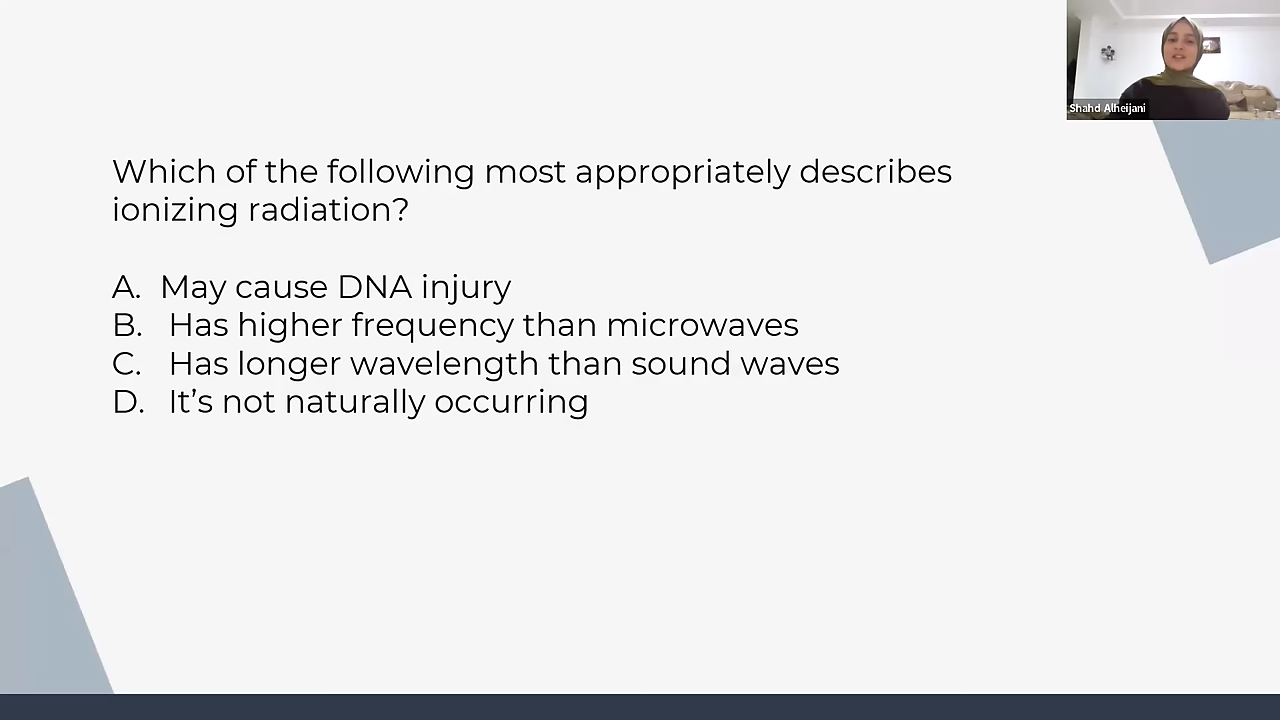 Shahd Alheijani
Which of the following most appropriately describes
ionizing radiation?
A. May cause DNA injury
B. Has higher frequency than microwaves
C. Has longer wavelength than sound waves
D. It’s not naturally occurring